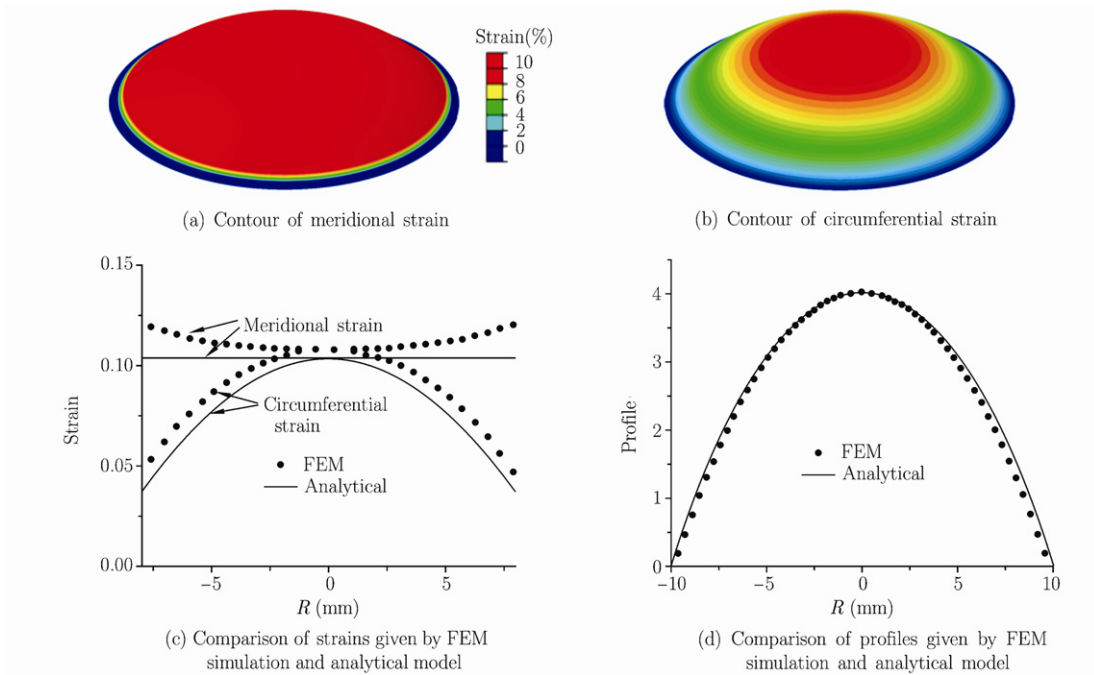 Strain(%)
10
8
6
4
2
0
(a) Contour of meridional strain
(b) Contour of circumferential strain
0.15
0.10
0.05
0.00
Strain
Meridional strain
Circumferential
strain
FEM
Analytical
−5
0
5
R (mm)
(c) Comparison of strains given by FEM
simulation and analytical model
4
3
2
1
0
Profile
FEM
Analytical
−10
−5
0
5
10
R (mm)
(d) Comparison of profiles given by FEM
simulation and analytical model